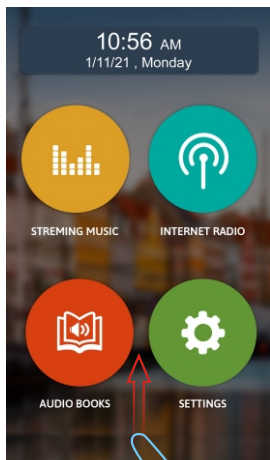 10:56 AM
1/11/21 , Monday
STREMING MUSIC
INTERNET RADIO
AUDIO BOOKS
SETTINGS